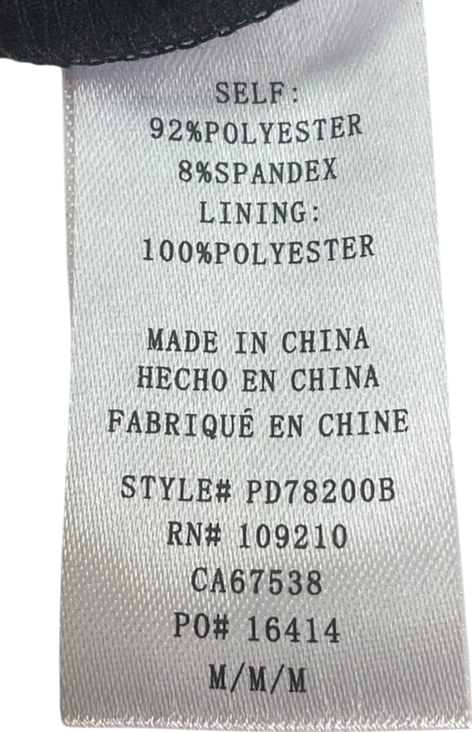 SELF:
92%POLYESTER
8%SPANDEX
LINING:
100%POLYESTER
MADE IN CHINA
HECHO EN CHINA
FABRIQUÉ EN CHINE
STYLE# PD78200B
RN# 109210
CA67538
PO# 16414
M/M/M